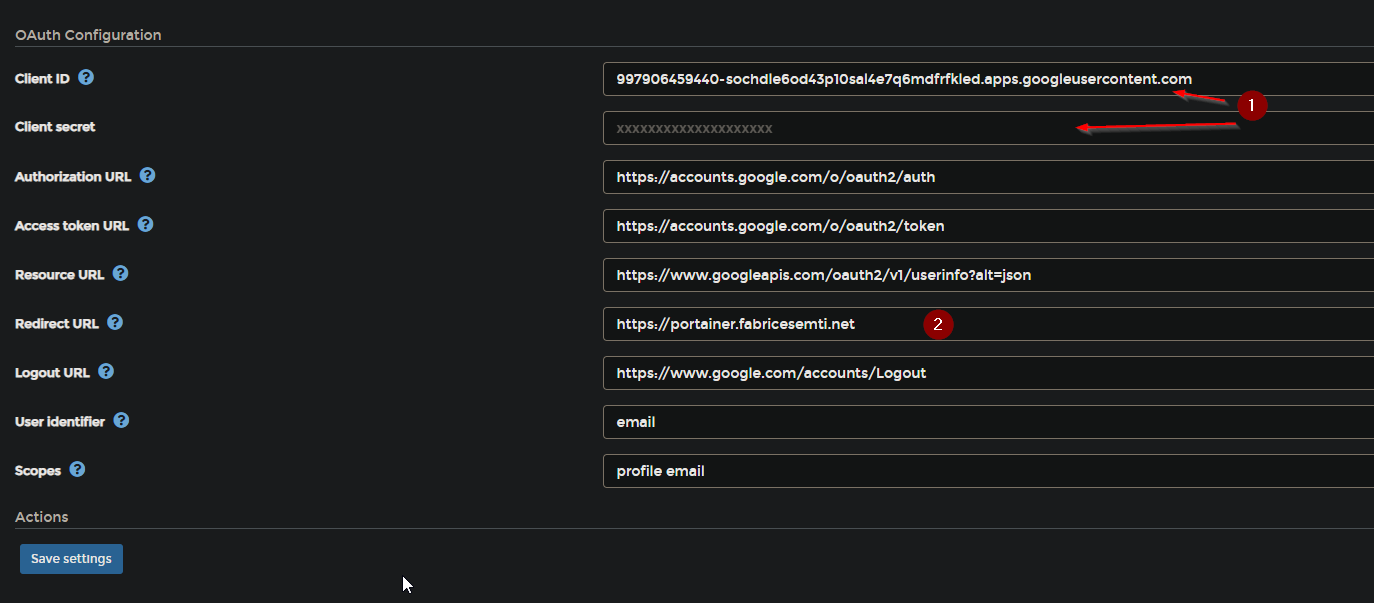 OAuth Configuration
Client ID ?
997906459440-sochdle6od43p10sal4e7q6mdfrfkled.apps.googleusercontent.com
1
Client secret
xxxxxxxxxxxxxxxxxxxx
Authorization URL ?
https://accounts.google.com/o/oauth2/auth
Access token URL ?
https://accounts.google.com/o/oauth2/token
Resource URL ?
https://www.googleapis.com/oauth2/v1/userinfo?alt=json
Redirect URL ?
https://portainer.fabricesemti.net
2
Logout URL ?
https://www.google.com/accounts/Logout
User identifier ?
email
Scopes ?
profile email
Actions
Save settings